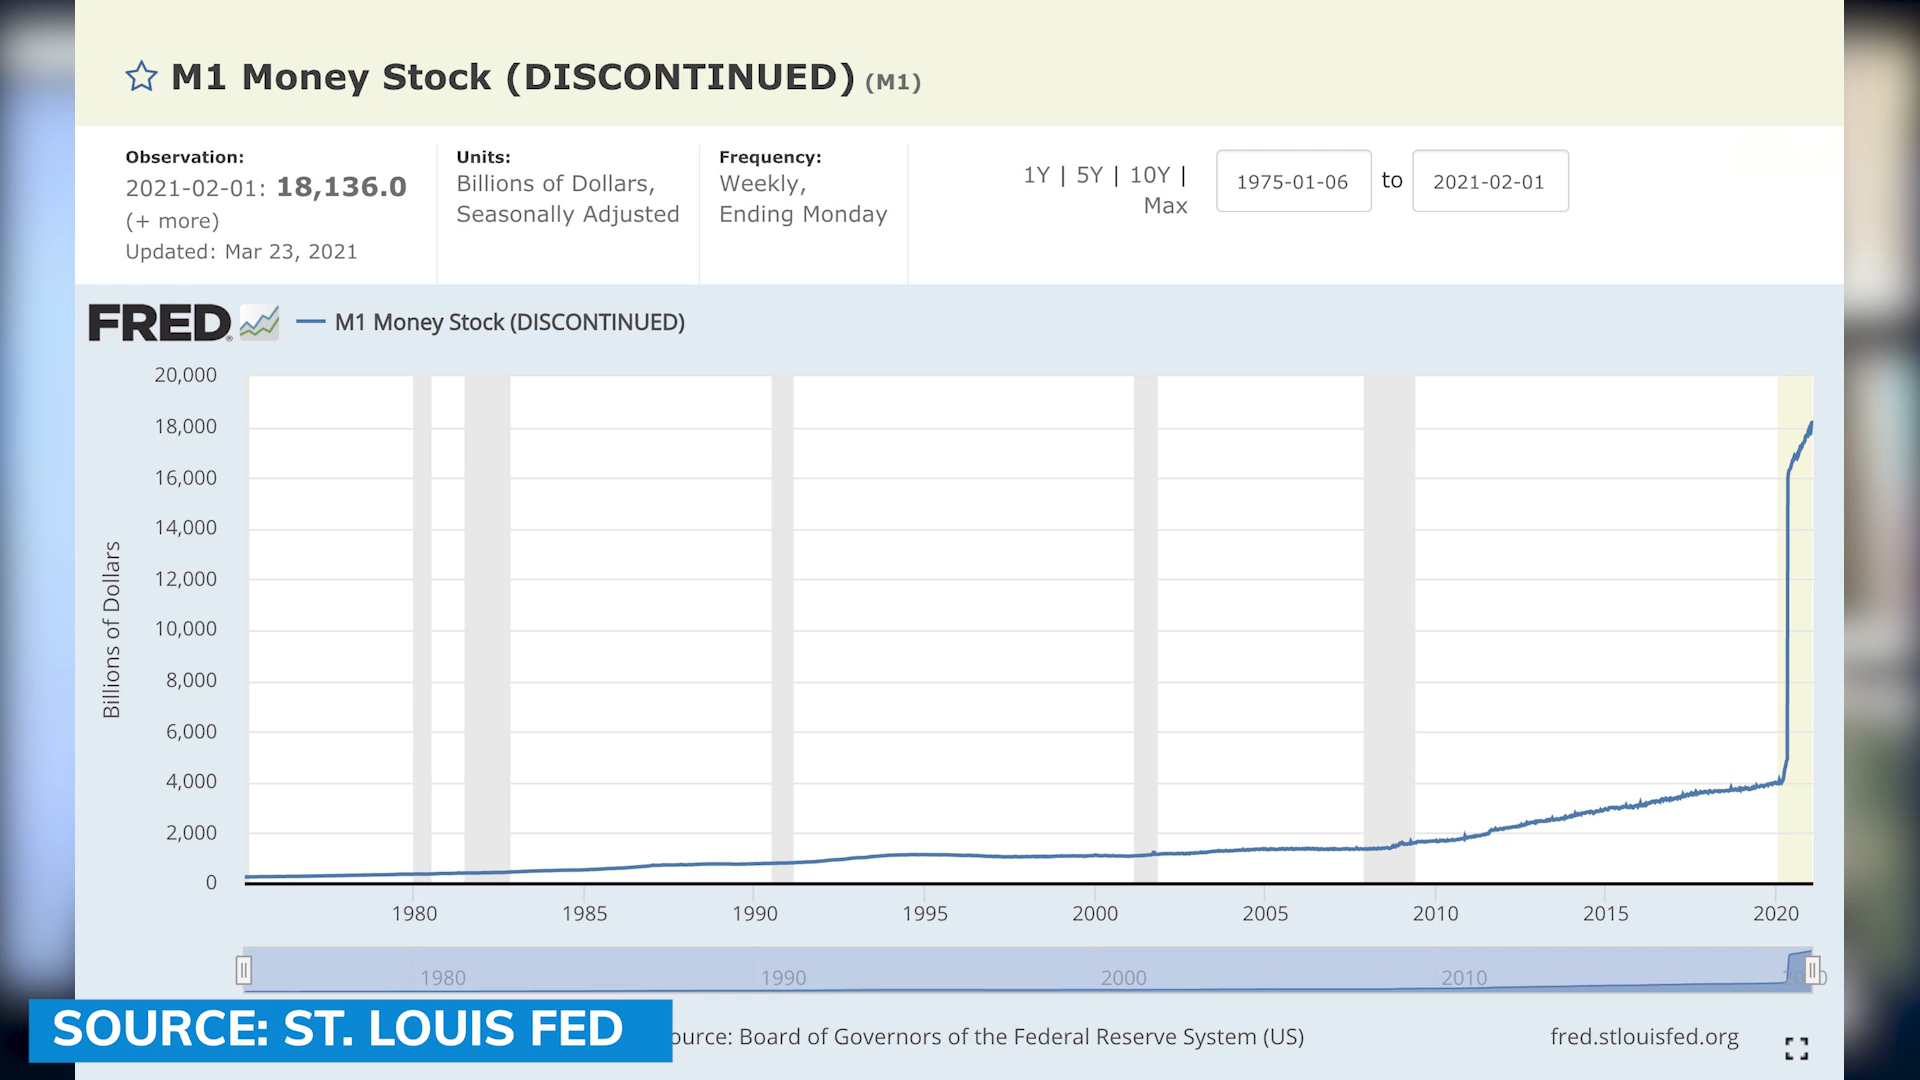 M1 Money Stock (DISCONTINUED) (M1)
Observation:
2021-02-01: 18,136.0
(+ more)
Updated: Mar 23, 2021
Units:
Billions of Dollars,
Seasonally Adjusted
Frequency:
Weekly,
Ending Monday
1Y | 5Y | 10Y |
Max
1975-01-06 to 2021-02-01
FRED® M1 Money Stock (DISCONTINUED)
Billions of Dollars
20,000
18,000
16,000
14,000
12,000
10,000
8,000
6,000
4,000
2,000
0
1980 1985 1990 1995 2000 2005 2010 2015 2020
1980 1990 2000 2010
SOURCE: ST. LOUIS FED
ource: Board of Governors of the Federal Reserve System (US)
fred.stlouisfed.org